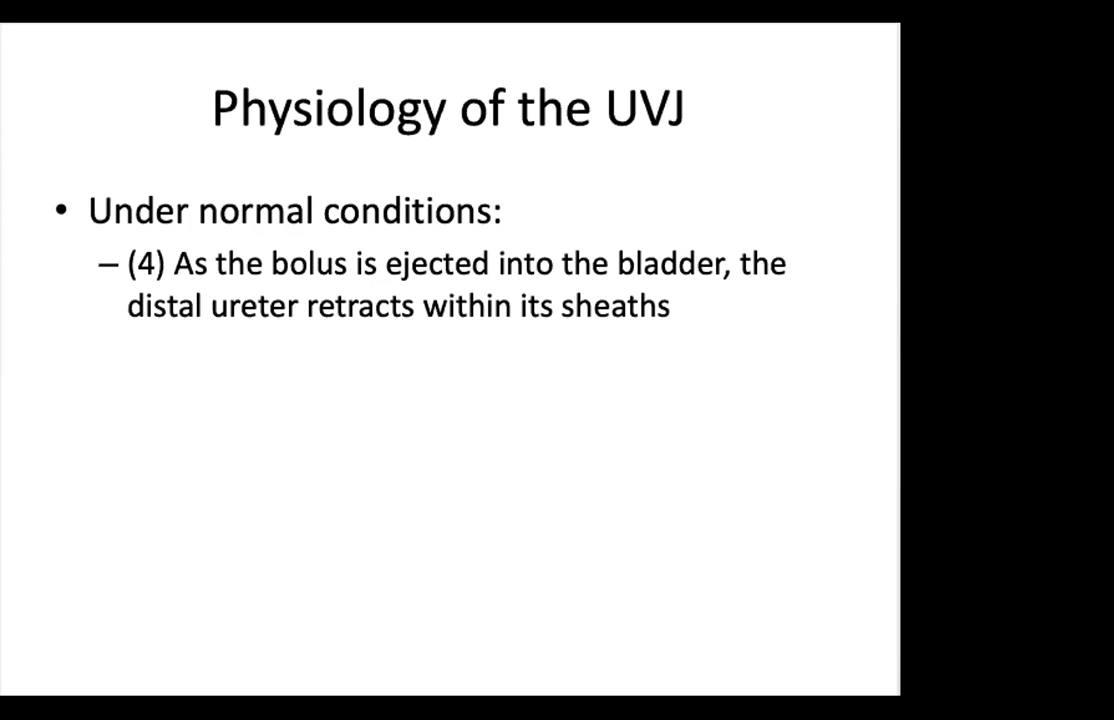 Physiology of the UVJ
• Under normal conditions:
– (4) As the bolus is ejected into the bladder, the
distal ureter retracts within its sheaths